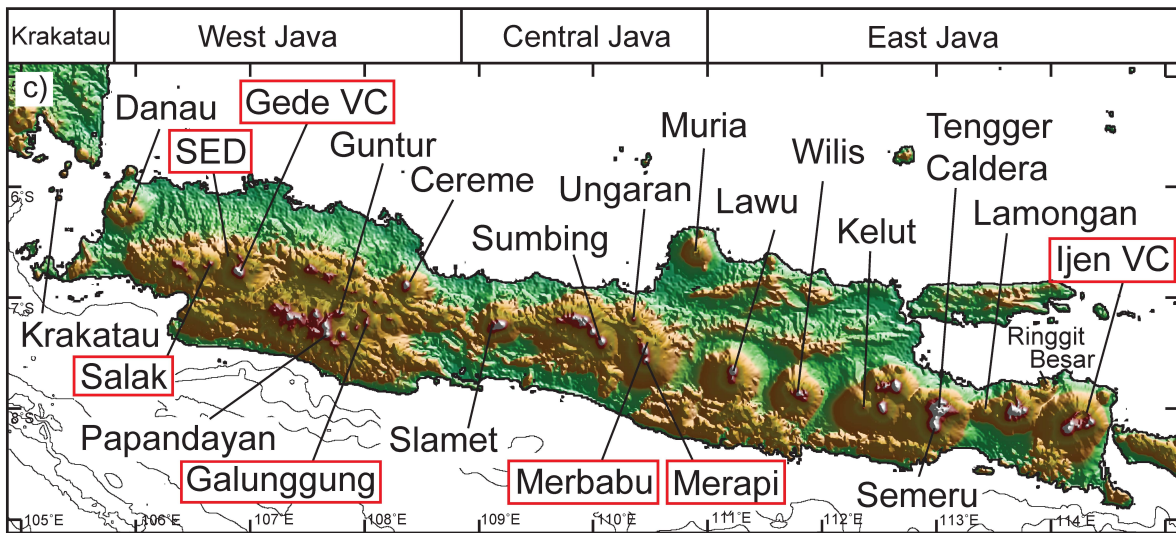 Krakatau
West Java
Central Java
East Java
c)
Danau
Gede VC
SED
Guntur
Cereme
Sumbing
Ungaran
Muria
Lawu
Wilis
Kelut
Tengger
Caldera
Lamongan
Ijen VC
6°S
7°S
8°S
Krakatau
Salak
Papandayan
Galunggung
Slamet
Merbabu
Merapi
Semeru
Ringgit
Besar
105°E
106°E
107°E
108°E
109°E
110°E
111°E
112°E
113°E
114°E